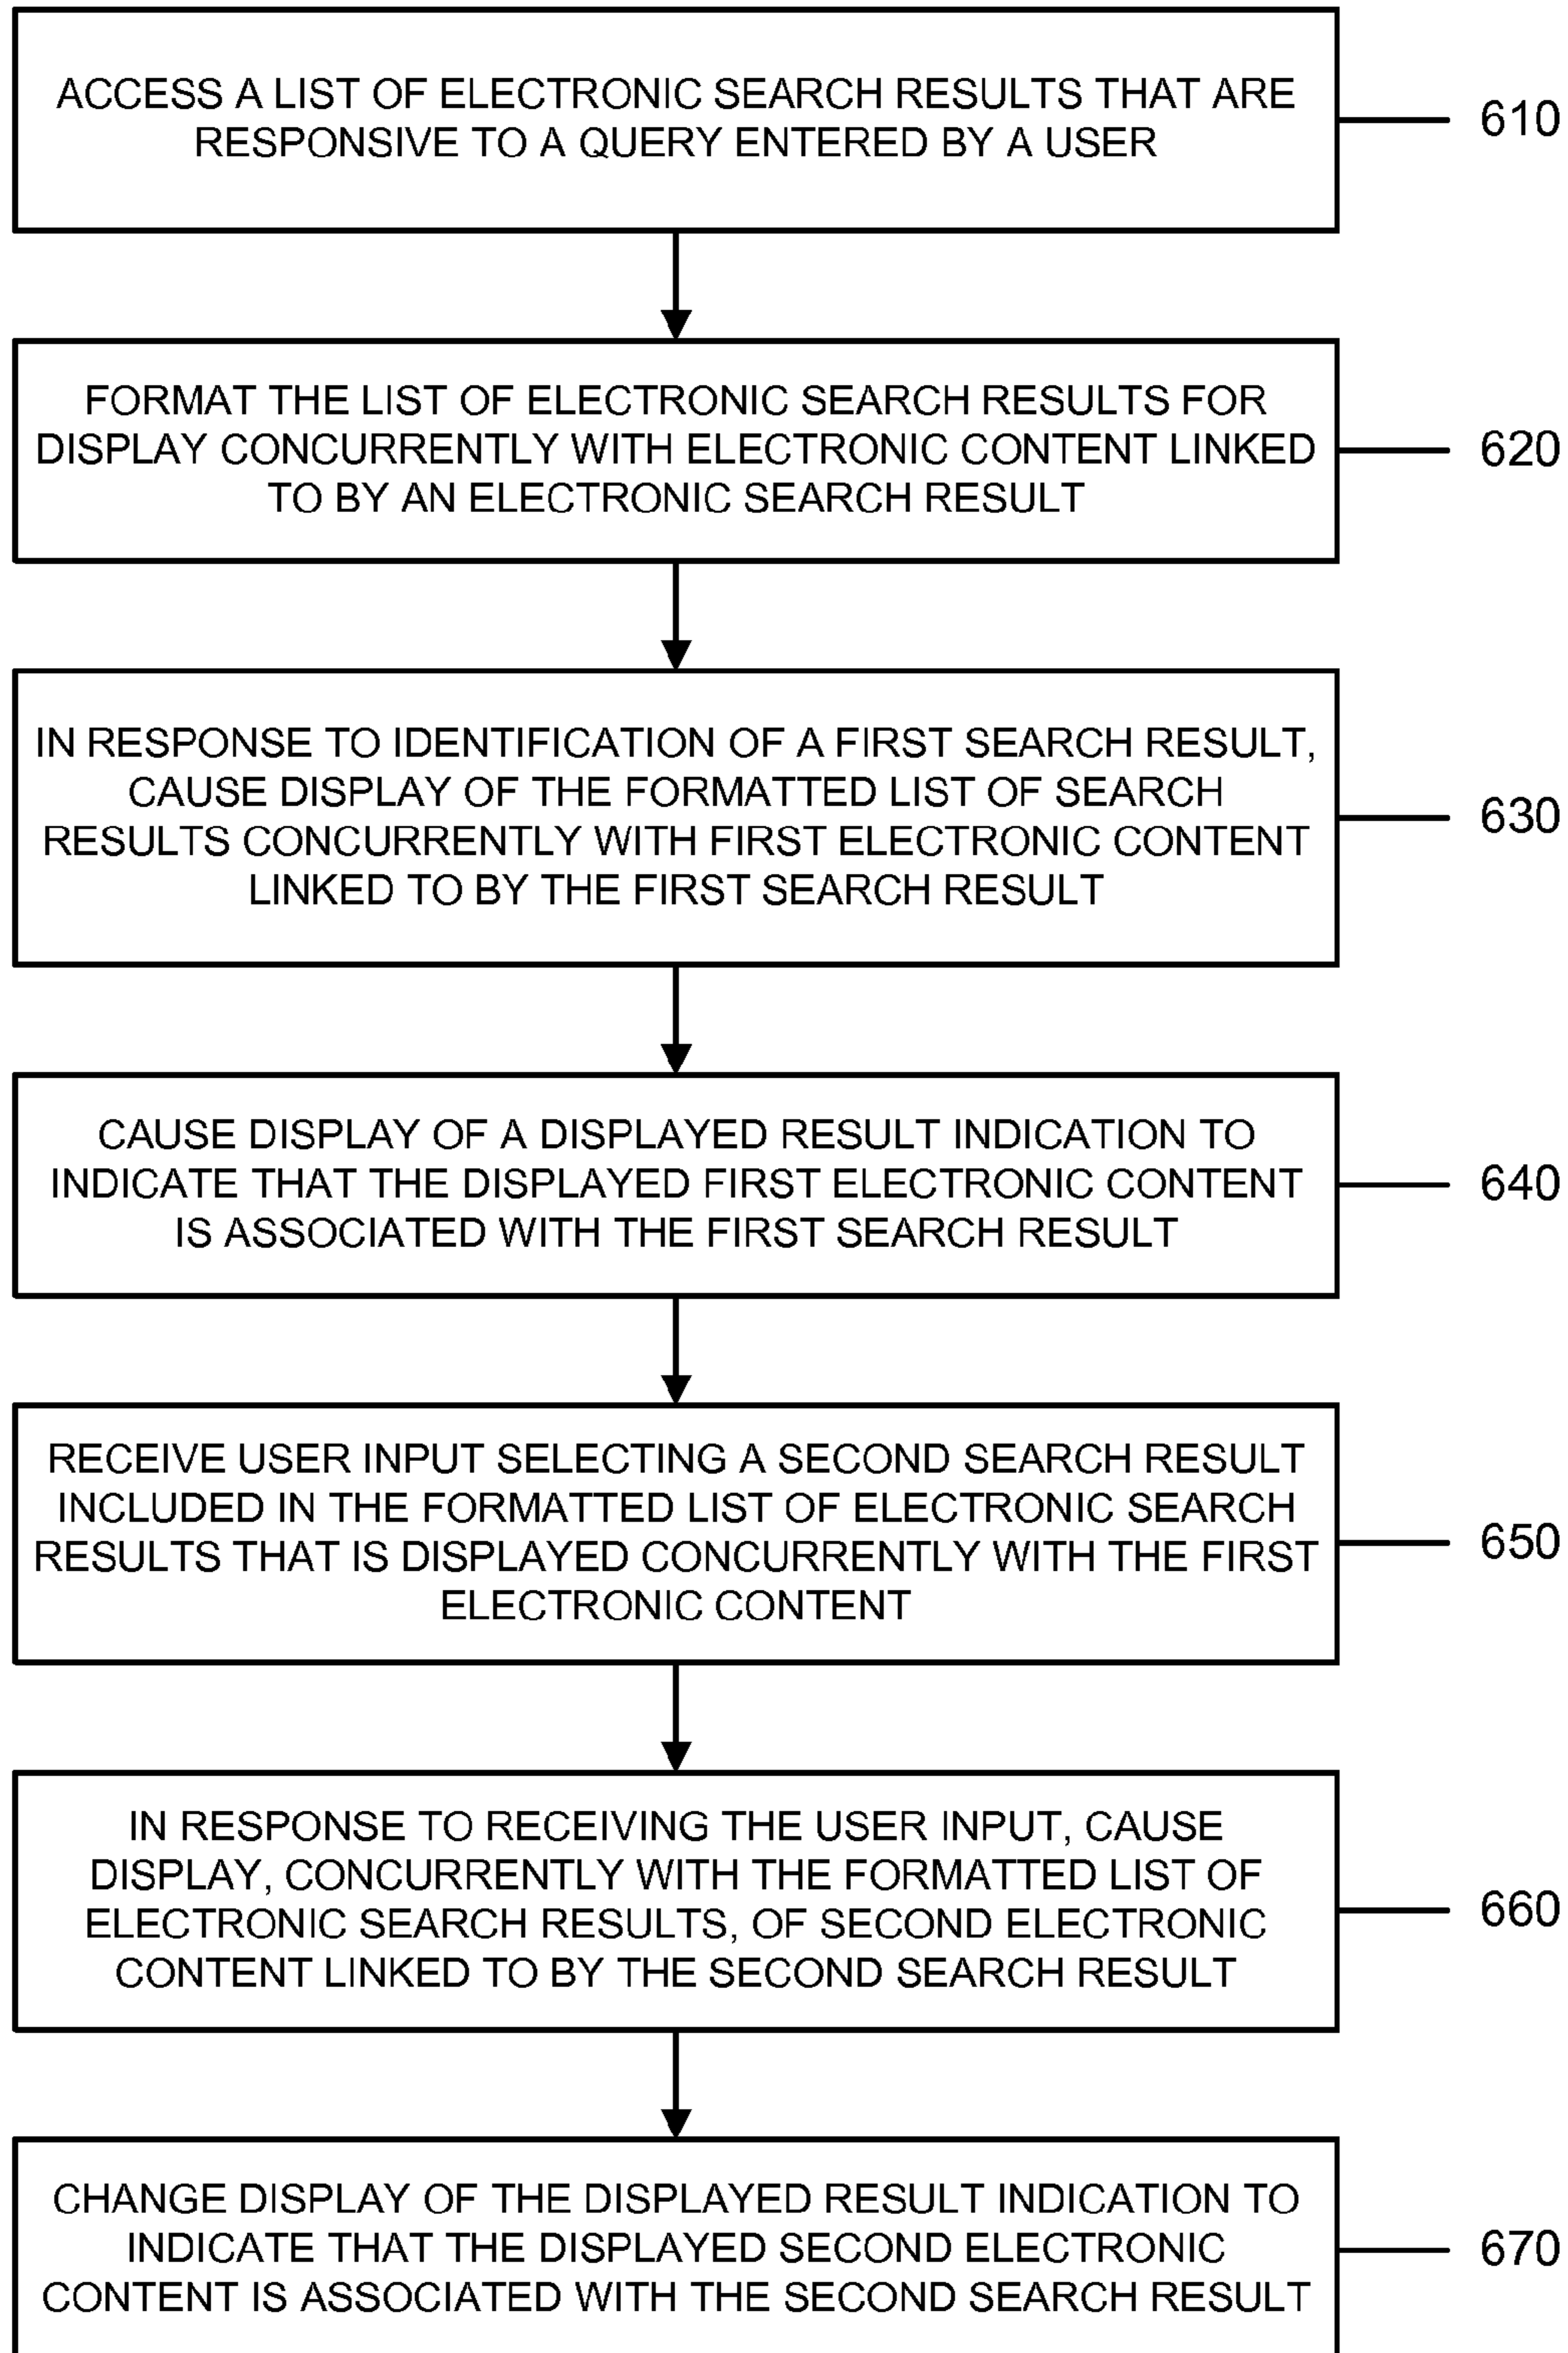 ACCESS A LIST OF ELECTRONIC SEARCH RESULTS THAT ARE
RESPONSIVE TO A QUERY ENTERED BY A USER
610
FORMAT THE LIST OF ELECTRONIC SEARCH RESULTS FOR
DISPLAY CONCURRENTLY WITH ELECTRONIC CONTENT LINKED
TO BY AN ELECTRONIC SEARCH RESULT
620
IN RESPONSE TO IDENTIFICATION OF A FIRST SEARCH RESULT,
CAUSE DISPLAY OF THE FORMATTED LIST OF SEARCH
RESULTS CONCURRENTLY WITH FIRST ELECTRONIC CONTENT
LINKED TO BY THE FIRST SEARCH RESULT
630
CAUSE DISPLAY OF A DISPLAYED RESULT INDICATION TO
INDICATE THAT THE DISPLAYED FIRST ELECTRONIC CONTENT
IS ASSOCIATED WITH THE FIRST SEARCH RESULT
640
RECEIVE USER INPUT SELECTING A SECOND SEARCH RESULT
INCLUDED IN THE FORMATTED LIST OF ELECTRONIC SEARCH
RESULTS THAT IS DISPLAYED CONCURRENTLY WITH THE FIRST
ELECTRONIC CONTENT
650
IN RESPONSE TO RECEIVING THE USER INPUT, CAUSE
DISPLAY, CONCURRENTLY WITH THE FORMATTED LIST OF
ELECTRONIC SEARCH RESULTS, OF SECOND ELECTRONIC
CONTENT LINKED TO BY THE SECOND SEARCH RESULT
660
CHANGE DISPLAY OF THE DISPLAYED RESULT INDICATION TO
INDICATE THAT THE DISPLAYED SECOND ELECTRONIC
CONTENT IS ASSOCIATED WITH THE SECOND SEARCH RESULT
670